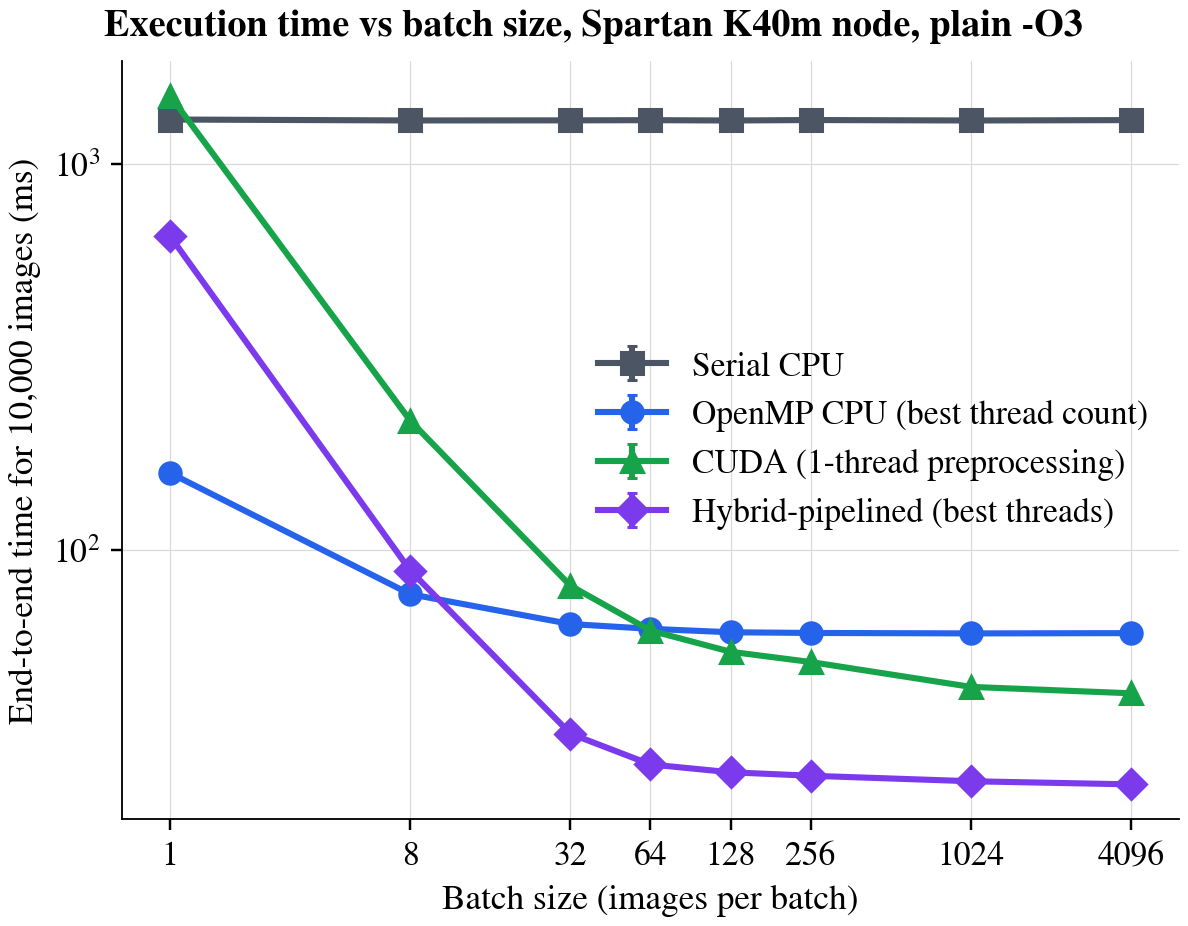 Execution time vs batch size, Spartan K40m node, plain -O3
End-to-end time for 10,000 images (ms)
10³
10²
Serial CPU
OpenMP CPU (best thread count)
CUDA (1-thread preprocessing)
Hybrid-pipelined (best threads)
1 8 32 64 128 256 1024 4096
Batch size (images per batch)